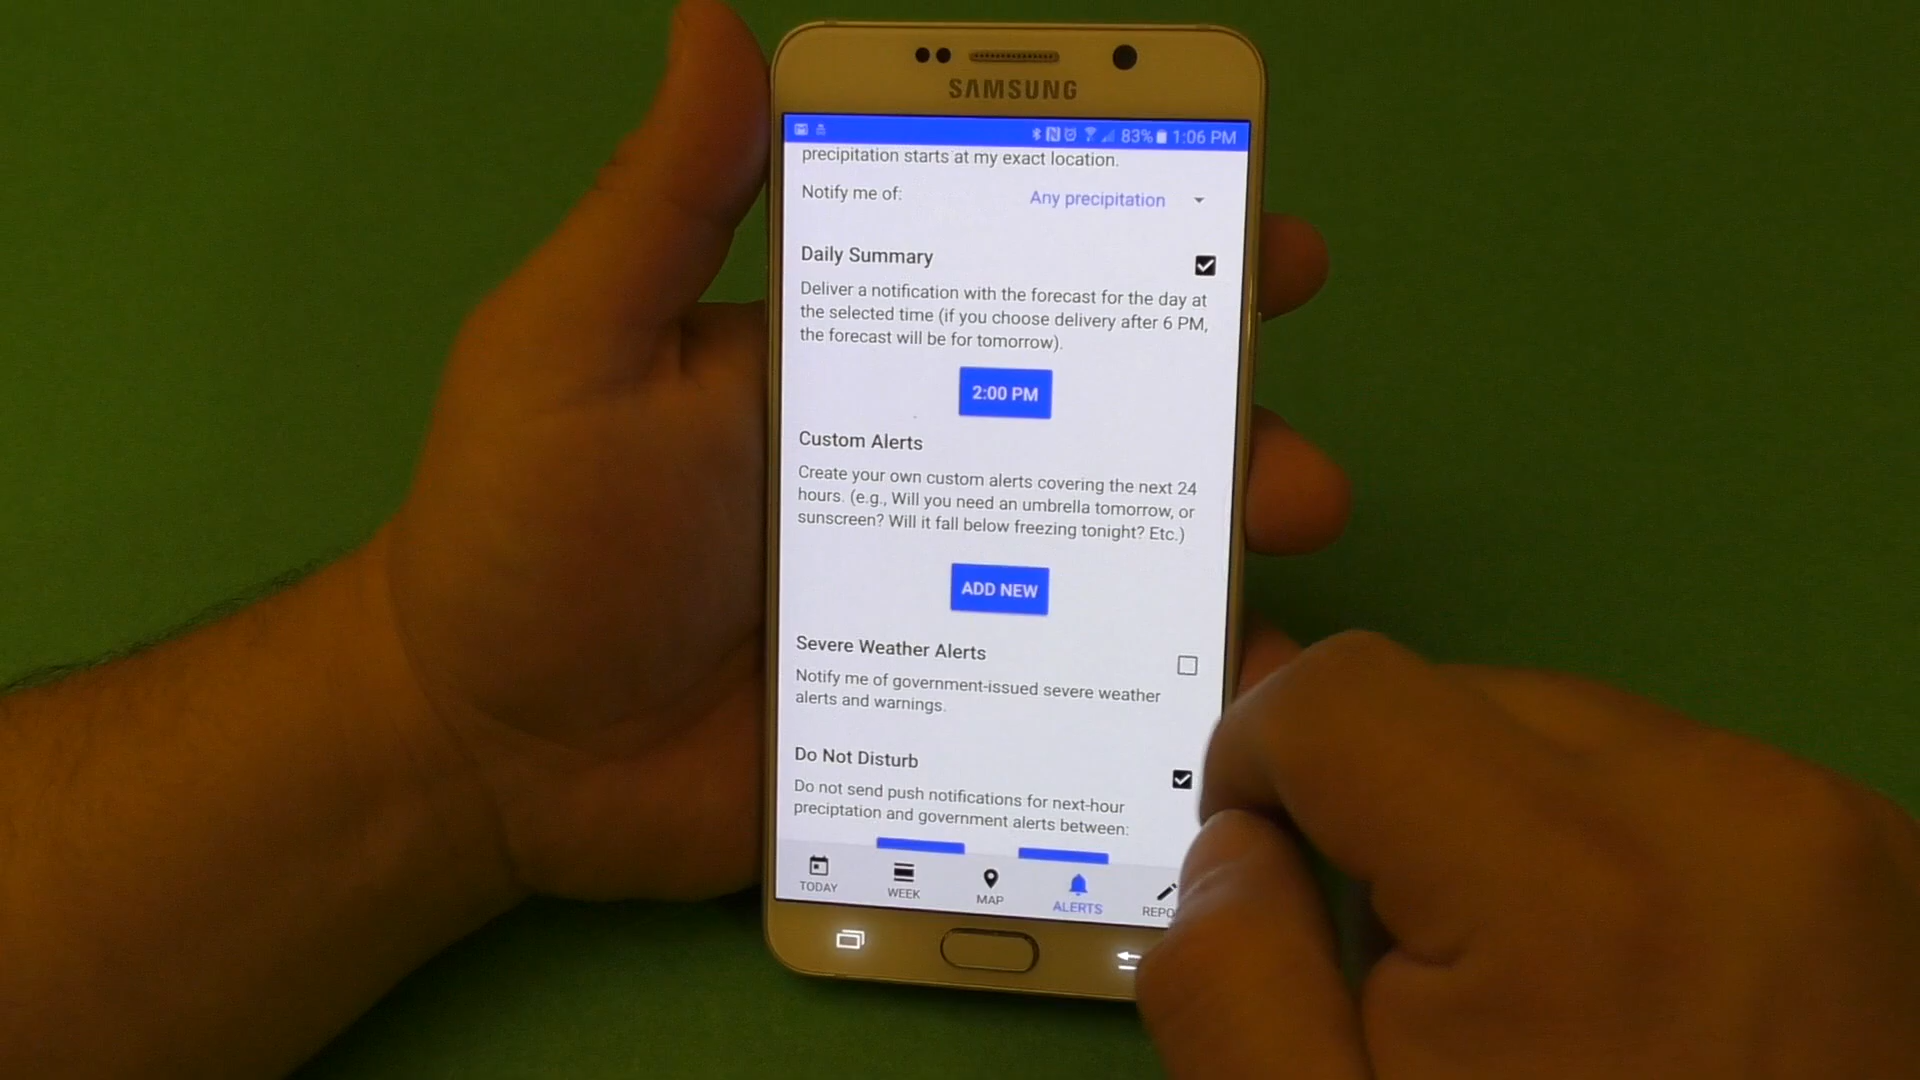 SAMSUNG
83% 1:06 PM
precipitation starts at my exact location.
Notify me of: Any precipitation
Daily Summary
Deliver a notification with the forecast for the day at
the selected time (if you choose delivery after 6 PM,
the forecast will be for tomorrow).
2:00 PM
Custom Alerts
Create your own custom alerts covering the next 24
hours. (e.g., Will you need an umbrella tomorrow, or
sunscreen? Will it fall below freezing tonight? Etc.)
ADD NEW
Severe Weather Alerts
Notify me of government-issued severe weather
alerts and warnings.
Do Not Disturb
Do not send push notifications for next-hour
preciptation and government alerts between:
TODAY WEEK MAP ALERTS REPO